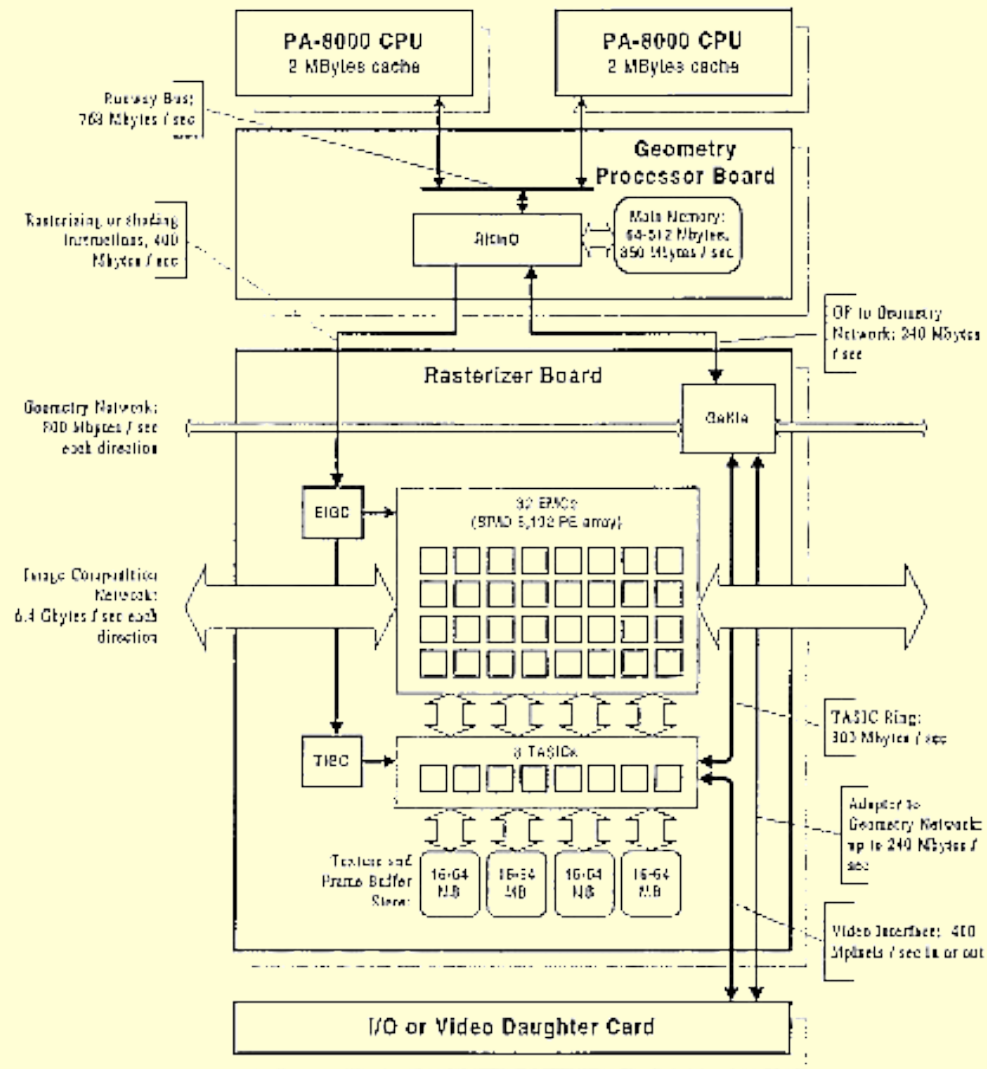 PA-8000 CPU
2 MBytes cache
PA-8000 CPU
2 MBytes cache
Runway Bus:
768 Mbytes / sec
Geometry
Processor Board
Main Memory:
64-512 Mbytes,
Mbytes / sec
Rasterizing or Shading
Instructions, 400
Mbytes / sec
GP to Geometry
Network: 240 Mbytes
/ sec
Rasterizer Board
Geometry Network:
800 Mbytes / sec
each direction
EIGC
32 EMCs
(SIMD 8,192 PE array)
Image Composition
Network:
6.4 Gbytes / sec each
direction
TASIC Ring:
Mbytes / sec
8 TASICs
Adapter to
Geometry Network:
up to 240 Mbytes /
sec
Texture and
Frame Buffer
Store:
16-64
MB
16-64
MB
16-64
MB
16-64
MB
Video Interface: 400
Mpixels / sec in or out
I/O or Video Daughter Card